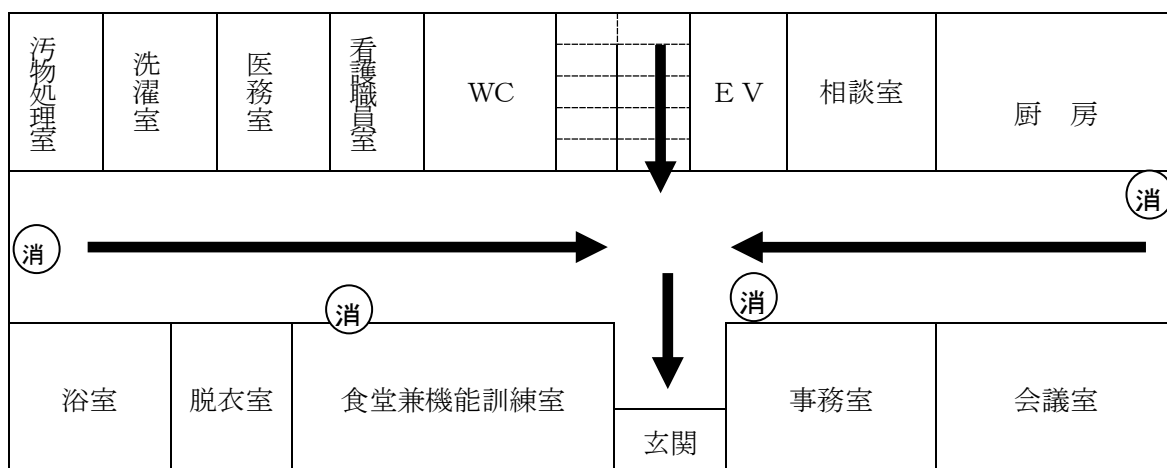 汚物処理室
洗濯室
医務室
看護職員室
WC
EV
相談室
厨　房
消
消
消
消
浴室
脱衣室
食堂兼機能訓練室
玄関
事務室
会議室